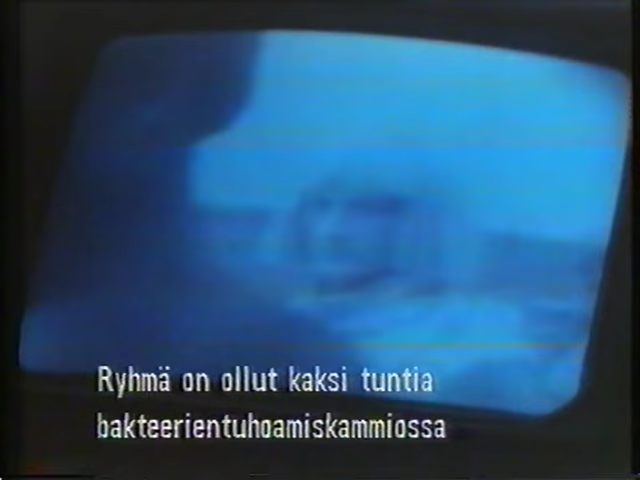 Ryhmä on ollut kaksi tuntia
bakteerientuhoamiskammiossa